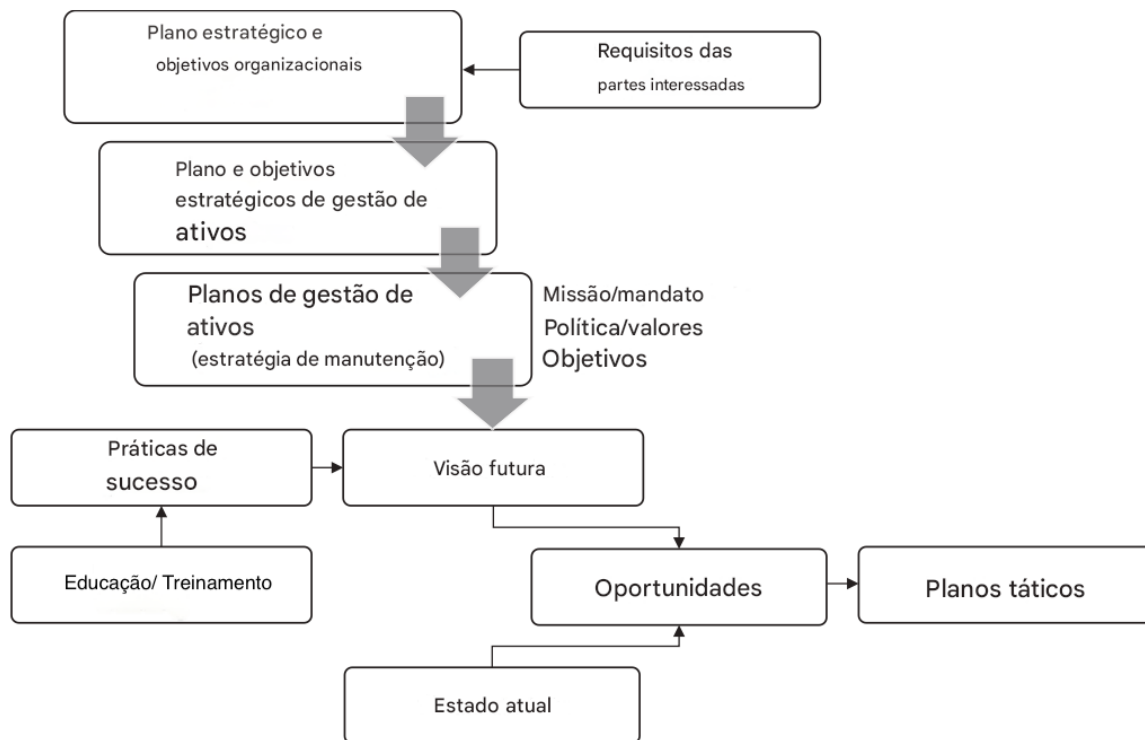 Plano estratégico e
objetivos organizacionais
Requisitos das
partes interessadas
Plano e objetivos
estratégicos de gestão de
ativos
Planos de gestão de
ativos
(estratégia de manutenção)
Missão/mandato
Política/valores
Objetivos
Práticas de
sucesso
Visão futura
Educação/ Treinamento
Oportunidades
Planos táticos
Estado atual